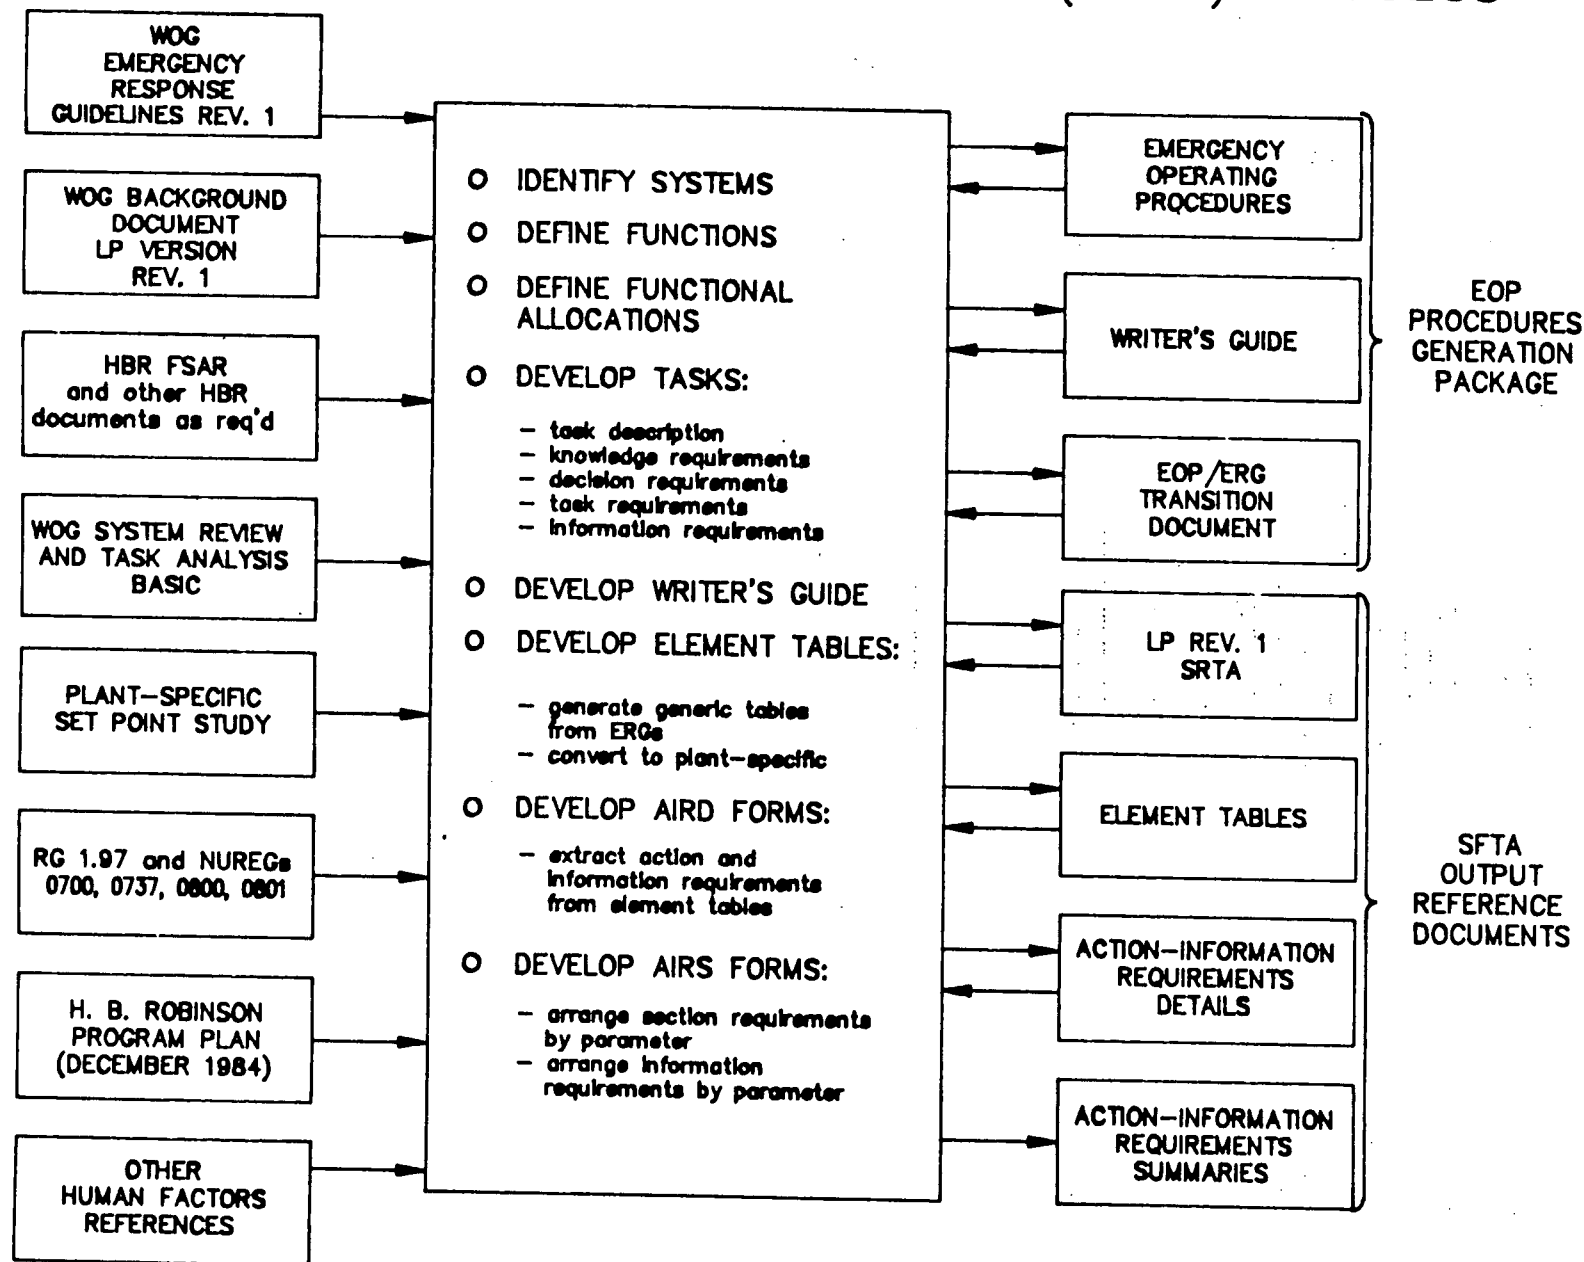 WOG
EMERGENCY
RESPONSE
GUIDELINES REV. 1
WOG BACKGROUND
DOCUMENT
LP VERSION
REV. 1
HBR FSAR
and other HBR
documents as req'd
WOG SYSTEM REVIEW
AND TASK ANALYSIS
BASIC
PLANT-SPECIFIC
SET POINT STUDY
RG 1.97 and NUREGs
0700, 0737, 0800, 0801
H. B. ROBINSON
PROGRAM PLAN
(DECEMBER 1984)
OTHER
HUMAN FACTORS
REFERENCES
O IDENTIFY SYSTEMS
O DEFINE FUNCTIONS
O DEFINE FUNCTIONAL
ALLOCATIONS
O DEVELOP TASKS:
- task description
- knowledge requirements
- decision requirements
- task requirements
- information requirements
O DEVELOP WRITER'S GUIDE
O DEVELOP ELEMENT TABLES:
- generate generic tables
from ERGs
- convert to plant-specific
O DEVELOP AIRD FORMS:
- extract action and
information requirements
from element tables
O DEVELOP AIRS FORMS:
- arrange section requirements
by parameter
- arrange information
requirements by parameter
EMERGENCY
OPERATING
PROCEDURES
WRITER'S GUIDE
EOP/ERG
TRANSITION
DOCUMENT
LP REV. 1
SRTA
ELEMENT TABLES
ACTION-INFORMATION
REQUIREMENTS
DETAILS
ACTION-INFORMATION
REQUIREMENTS
SUMMARIES
EOP
PROCEDURES
GENERATION
PACKAGE
SFTA
OUTPUT
REFERENCE
DOCUMENTS